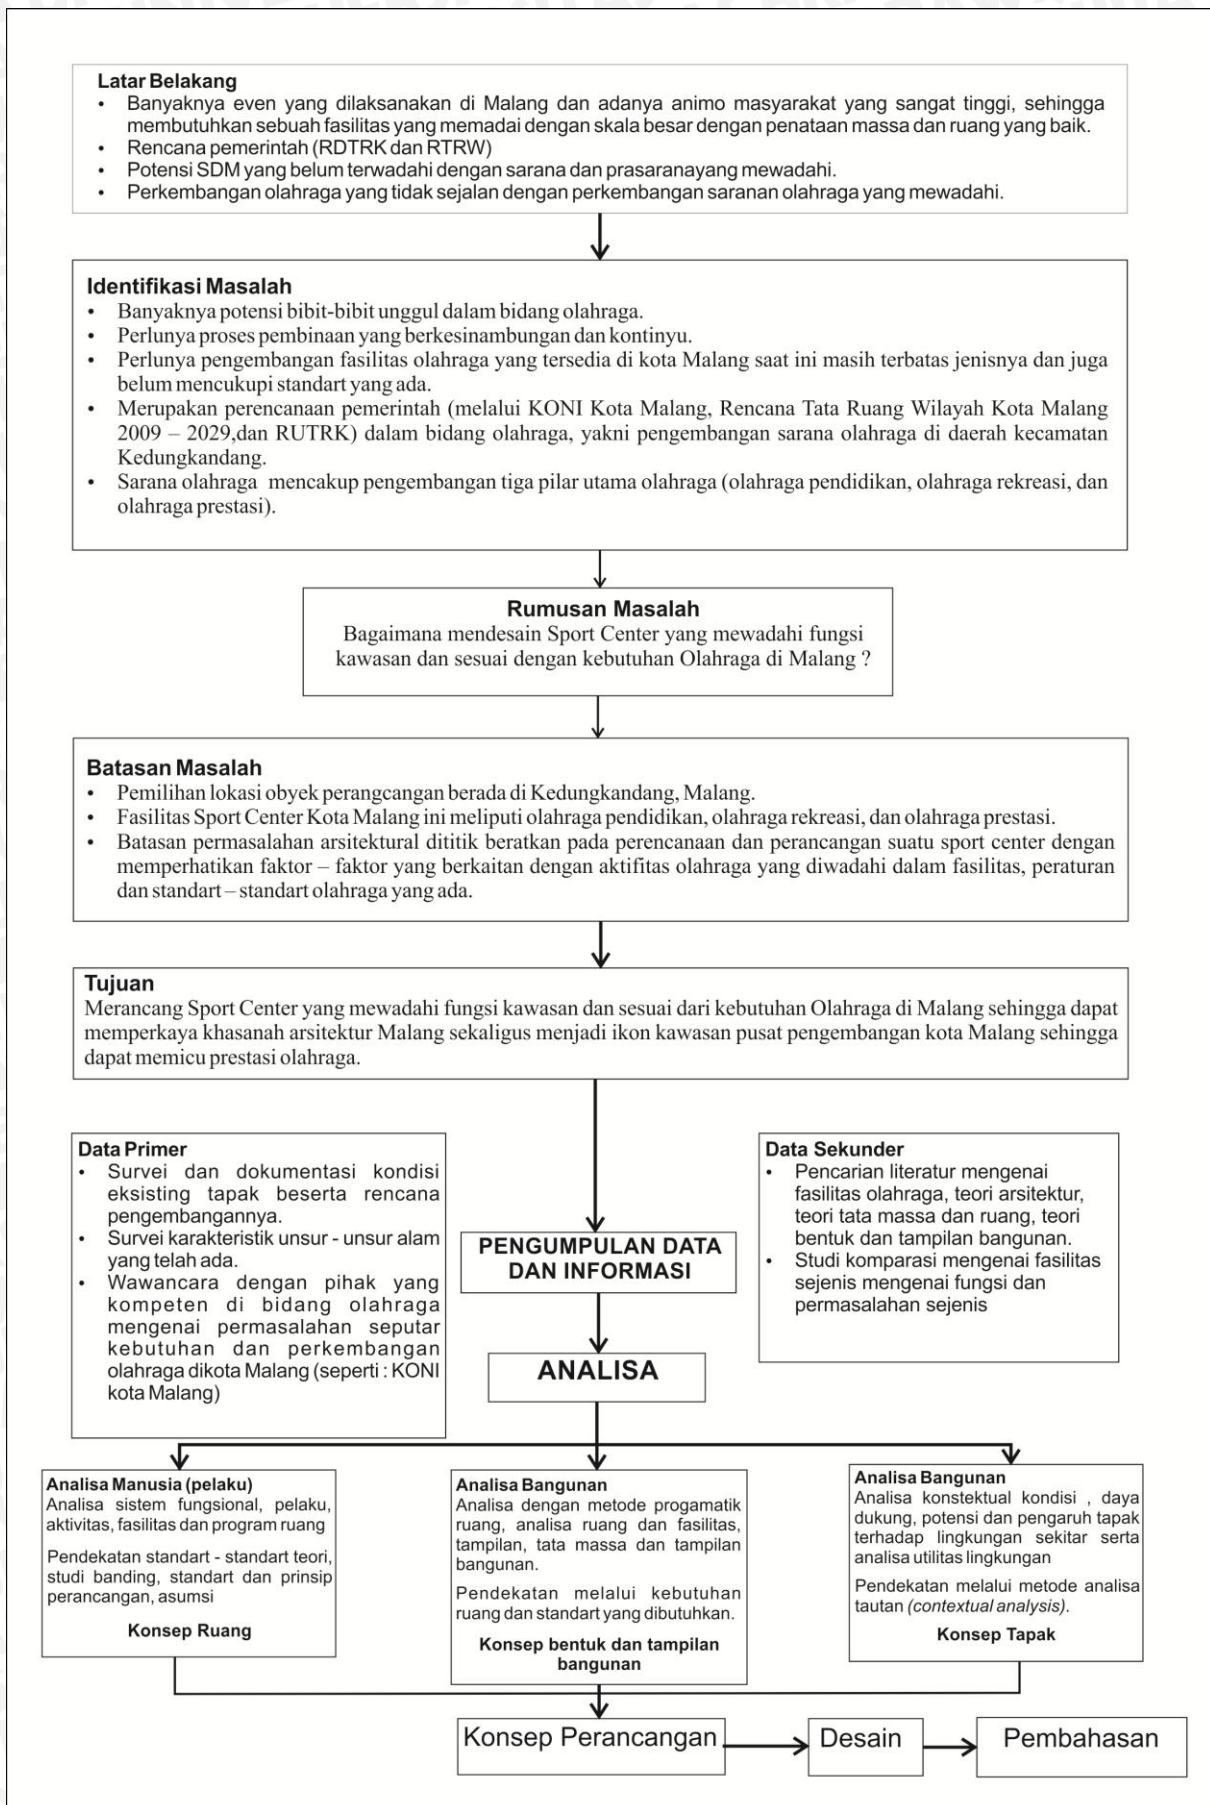 Latar Belakang
• Banyaknya even yang dilaksanakan di Malang dan adanya animo masyarakat yang sangat tinggi, sehingga
membutuhkan sebuah fasilitas yang memadai dengan skala besar dengan penataan massa dan ruang yang baik.
• Rencana pemerintah (RDTRK dan RTRW)
• Potensi SDM yang belum terwadahi dengan sarana dan prasaranayang mewadahi.
• Perkembangan olahraga yang tidak sejalan dengan perkembangan saranan olahraga yang mewadahi.
Identifikasi Masalah
• Banyaknya potensi bibit-bibit unggul dalam bidang olahraga.
• Perlunya proses pembinaan yang berkesinambungan dan kontinyu.
• Perlunya pengembangan fasilitas olahraga yang tersedia di kota Malang saat ini masih terbatas jenisnya dan juga
belum mencukupi standart yang ada.
• Merupakan perencanaan pemerintah (melalui KONI Kota Malang, Rencana Tata Ruang Wilayah Kota Malang
2009 – 2029,dan RUTRK) dalam bidang olahraga, yakni pengembangan sarana olahraga di daerah kecamatan
Kedungkandang.
• Sarana olahraga mencakup pengembangan tiga pilar utama olahraga (olahraga pendidikan, olahraga rekreasi, dan
olahraga prestasi).
Rumusan Masalah
Bagaimana mendesain Sport Center yang mewadahi fungsi
kawasan dan sesuai dengan kebutuhan Olahraga di Malang ?
Batasan Masalah
• Pemilihan lokasi obyek perangcangan berada di Kedungkandang, Malang.
• Fasilitas Sport Center Kota Malang ini meliputi olahraga pendidikan, olahraga rekreasi, dan olahraga prestasi.
• Batasan permasalahan arsitektural dititik beratkan pada perencanaan dan perancangan suatu sport center dengan
memperhatikan faktor – faktor yang berkaitan dengan aktifitas olahraga yang diwadahi dalam fasilitas, peraturan
dan standart – standart olahraga yang ada.
Tujuan
Merancang Sport Center yang mewadahi fungsi kawasan dan sesuai dari kebutuhan Olahraga di Malang sehingga dapat
memperkaya khasanah arsitektur Malang sekaligus menjadi ikon kawasan pusat pengembangan kota Malang sehingga
dapat memicu prestasi olahraga.
Data Primer
• Survei dan dokumentasi kondisi
eksisting tapak beserta rencana
pengembangannya.
• Survei karakteristik unsur - unsur alam
yang telah ada.
• Wawancara dengan pihak yang
kompeten di bidang olahraga
mengenai permasalahan seputar
kebutuhan dan perkembangan
olahraga dikota Malang (seperti : KONI
kota Malang)
PENGUMPULAN DATA
DAN INFORMASI
Data Sekunder
• Pencarian literatur mengenai
fasilitas olahraga, teori arsitektur,
teori tata massa dan ruang, teori
bentuk dan tampilan bangunan.
• Studi komparasi mengenai fasilitas
sejenis mengenai fungsi dan
permasalahan sejenis
ANALISA
Analisa Manusia (pelaku)
Analisa sistem fungsional, pelaku,
aktivitas, fasilitas dan program ruang
Pendekatan standart - standart teori,
studi banding, standart dan prinsip
perancangan, asumsi
Konsep Ruang
Analisa Bangunan
Analisa dengan metode progamatik
ruang, analisa ruang dan fasilitas,
tampilan, tata massa dan tampilan
bangunan.
Pendekatan melalui kebutuhan
ruang dan standart yang dibutuhkan.
Konsep bentuk dan tampilan
bangunan
Analisa Bangunan
Analisa konstektual kondisi , daya
dukung, potensi dan pengaruh tapak
terhadap lingkungan sekitar serta
analisa utilitas lingkungan
Pendekatan melalui metode analisa
tautan (contextual analysis).
Konsep Tapak
Konsep Perancangan
Desain
Pembahasan